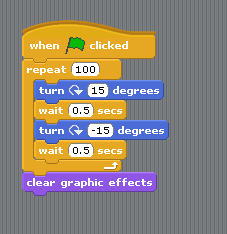 when clicked
repeat 100
turn 15 degrees
wait 0.5 secs
turn -15 degrees
wait 0.5 secs
clear graphic effects